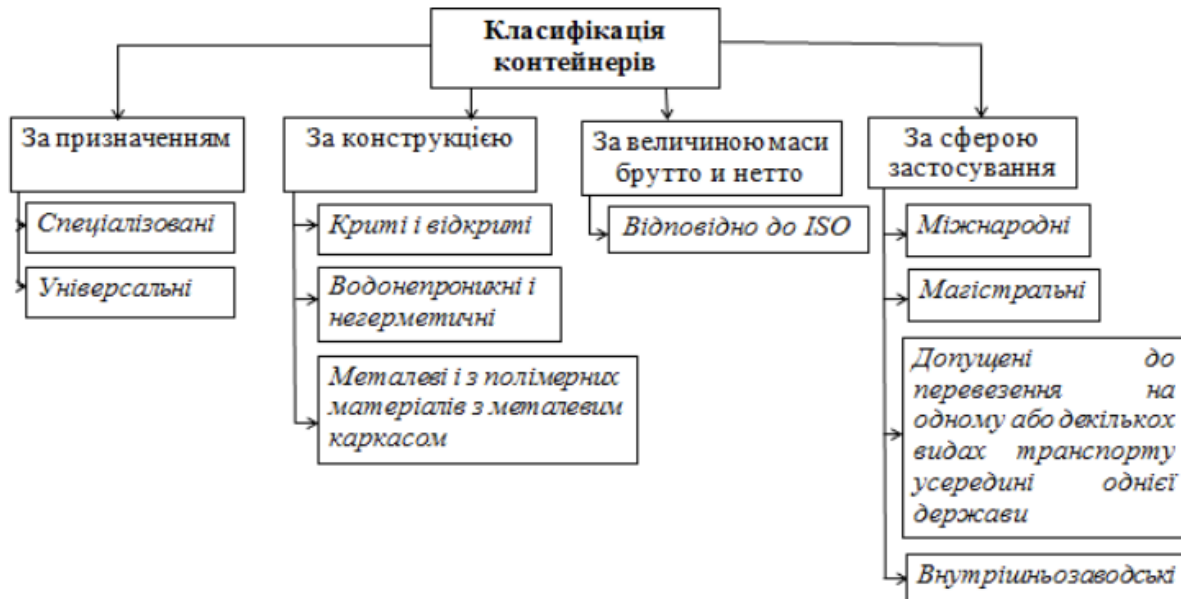 Класифікація
контейнерів
За призначенням
Спеціалізовані
Універсальні
За конструкцією
Криті і відкриті
Водонепроникні і
негерметичні
Металеві і з полімерних
матеріалів з металевим
каркасом
За величиною маси
брутто и нетто
Відповідно до ISO
За сферою
застосування
Міжнародні
Магістральні
Допущені до
перевезення на
одному або декількох
видах транспорту
усередині однієї
держави
Внутрішньозаводські